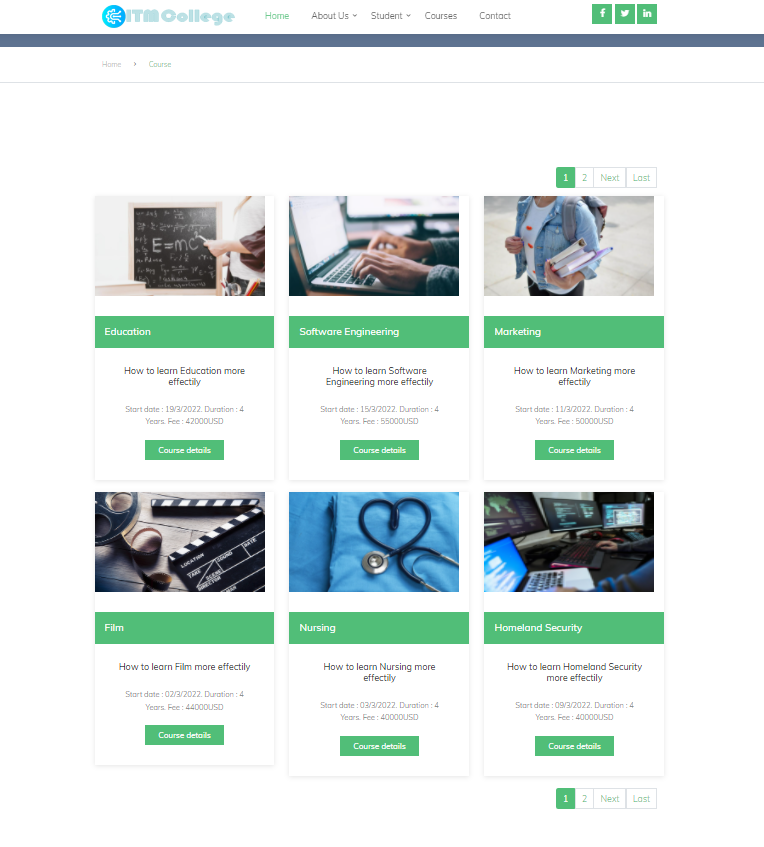 ITM College
Home About Us Student Courses Contact
Home > Course
1 2 Next Last
E=MC²
Education
How to learn Education more
effectily
Start date : 19/3/2022. Duration : 4
Years. Fee : 42000USD
Course details
Software Engineering
How to learn Software
Engineering more effectily
Start date : 15/3/2022. Duration : 4
Years. Fee : 55000USD
Course details
Marketing
How to learn Marketing more
effectily
Start date : 11/3/2022. Duration : 4
Years. Fee : 50000USD
Course details
LOCATION
SOUND
DATE
TAKE
SCENE
DIRECTOR
Film
How to learn Film more effectily
Start date : 02/3/2022. Duration : 4
Years. Fee : 44000USD
Course details
Nursing
How to learn Nursing more
effectily
Start date : 03/3/2022. Duration : 4
Years. Fee : 40000USD
Course details
Homeland Security
How to learn Homeland Security
more effectily
Start date : 09/3/2022. Duration : 4
Years. Fee : 40000USD
Course details
1 2 Next Last